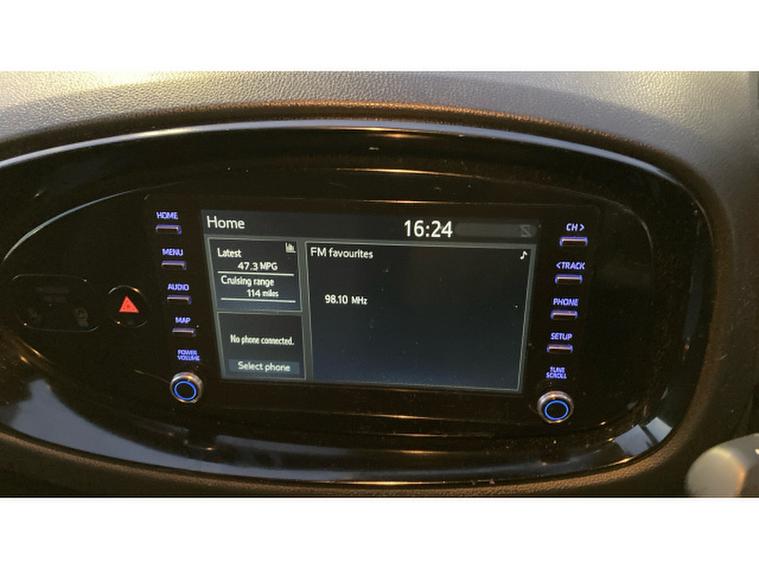 HOME
MENU
AUDIO
MAP
POWER
VOLUME
Home
16:24
Latest
47.3 MPG
Cruising range
114 miles
No phone connected.
Select phone
FM favourites
98.10 MHz
CH >
<TRACK
PHONE
SETUP
TUNE
SCROLL